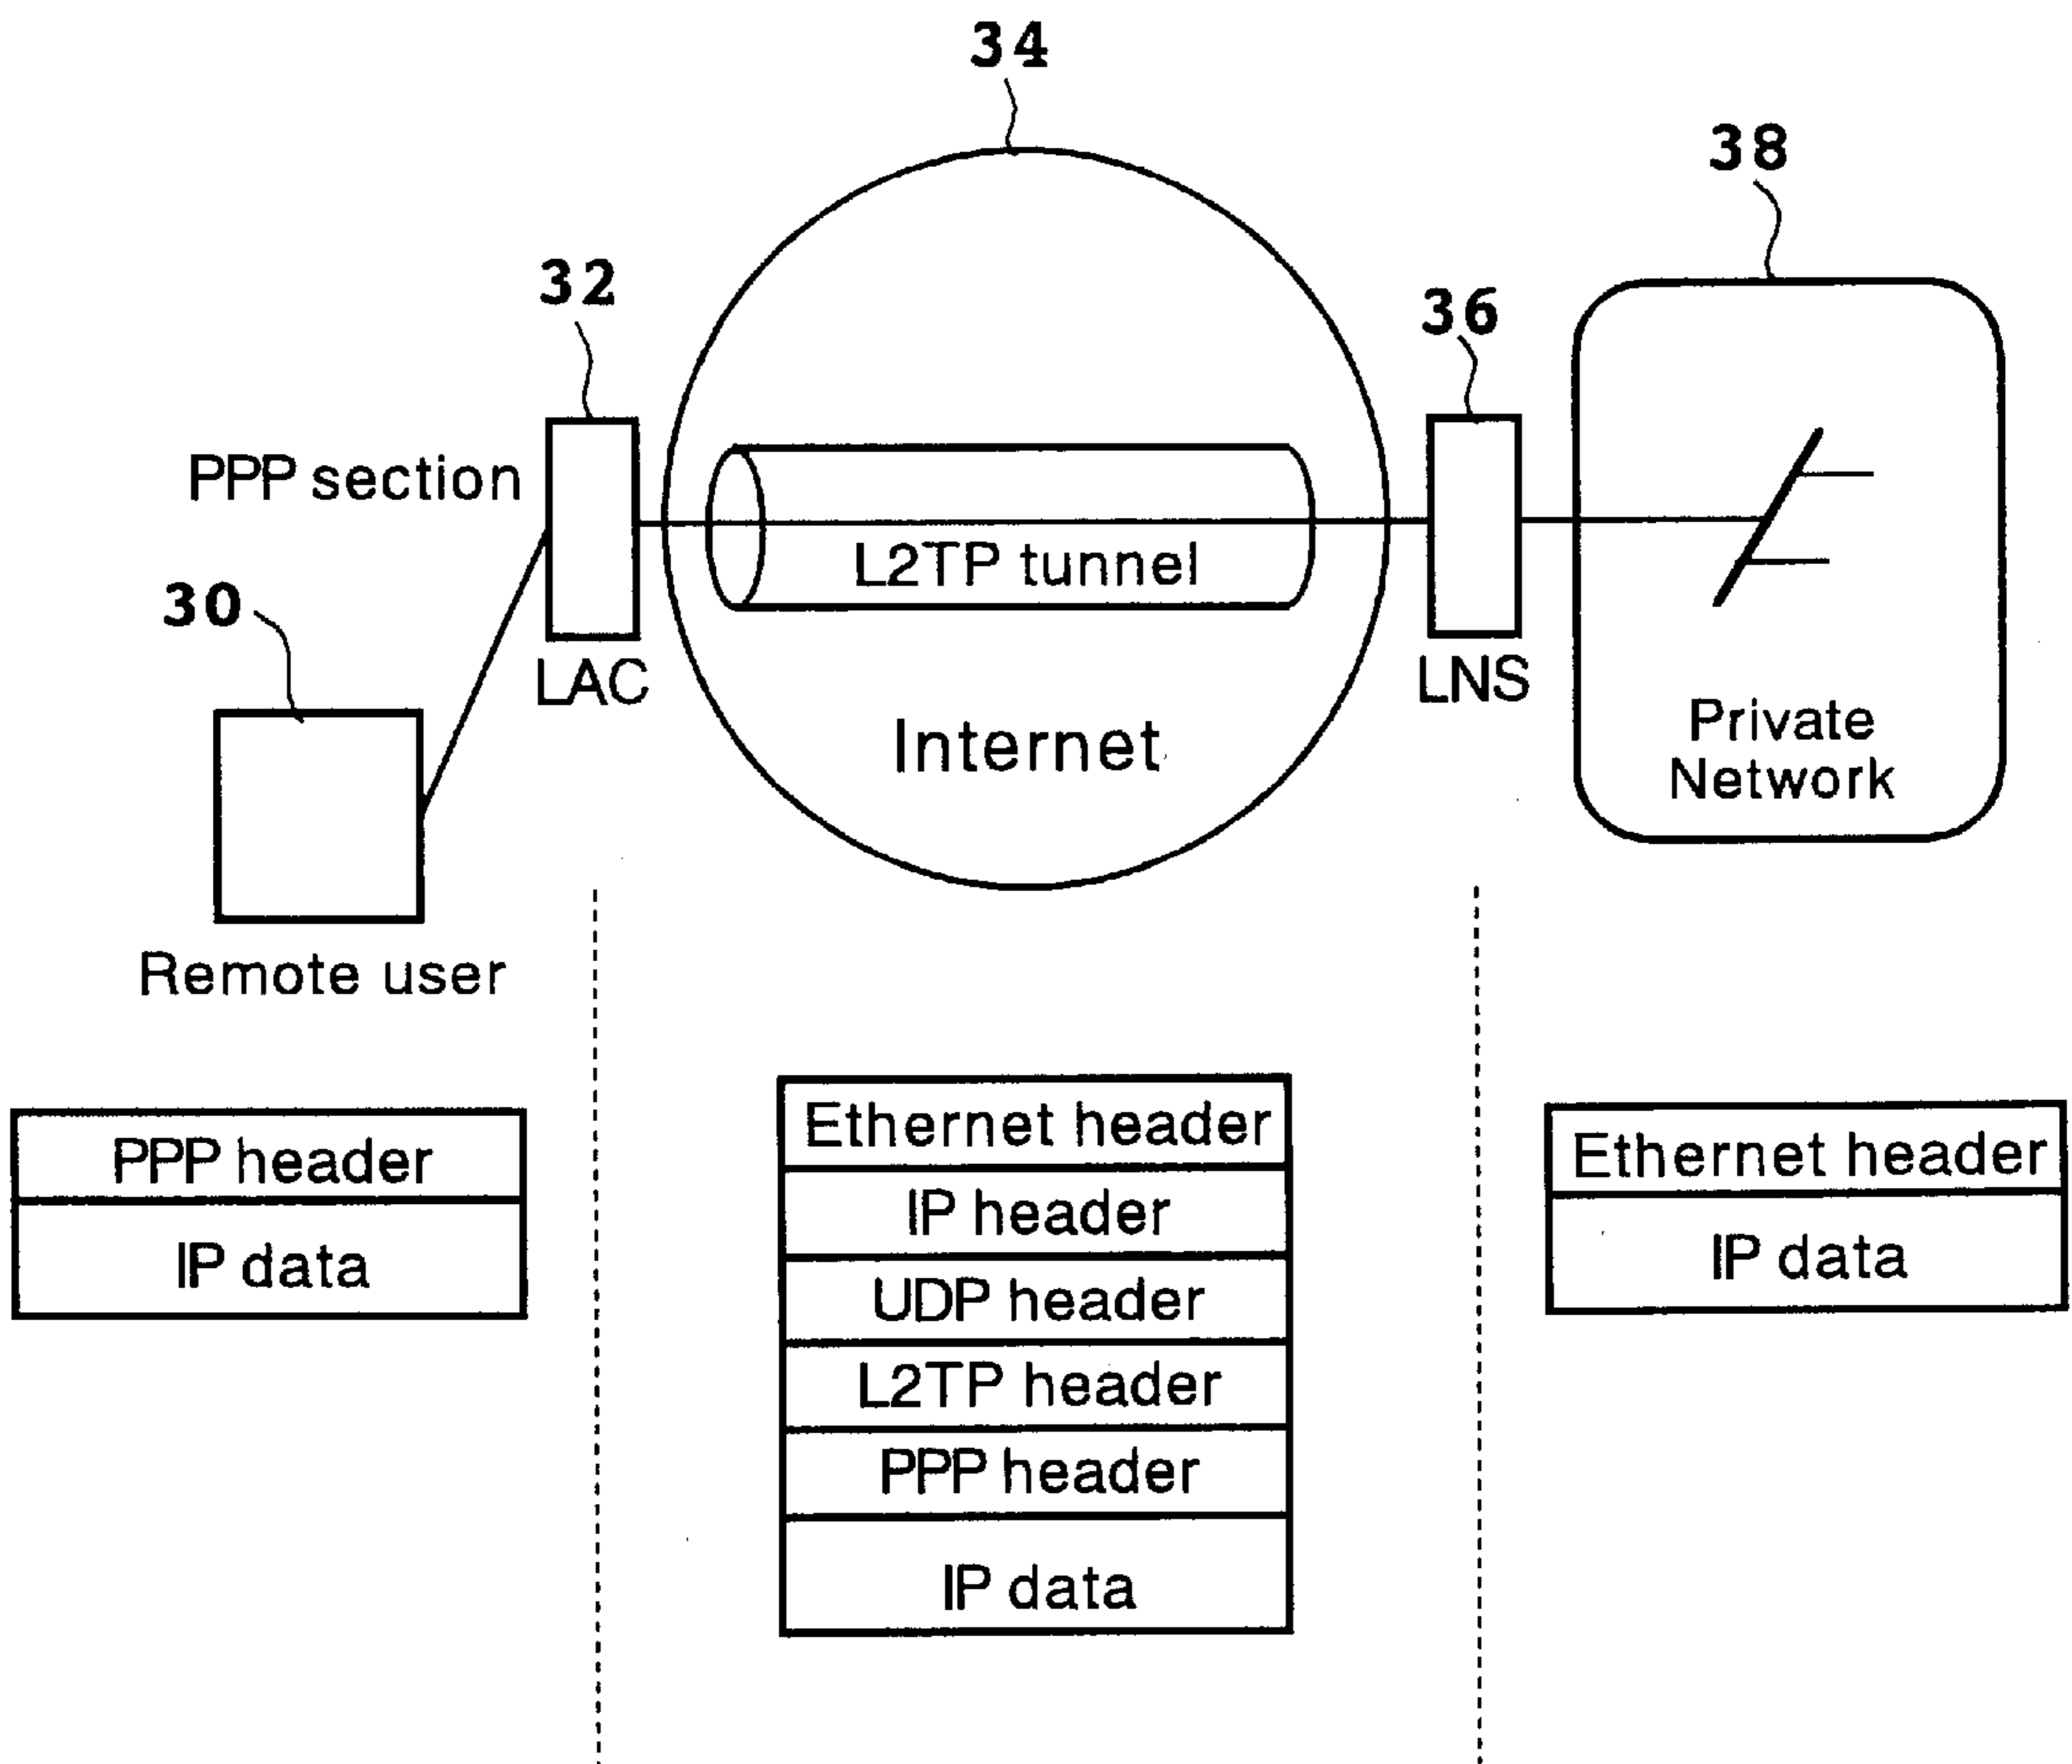 34
38
32
36
PPP section
L2TP tunnel
30
LAC
LNS
Internet
Private
Network
Remote user
PPP header
IP data
Ethernet header
IP header
UDP header
L2TP header
PPP header
IP data
Ethernet header
IP data